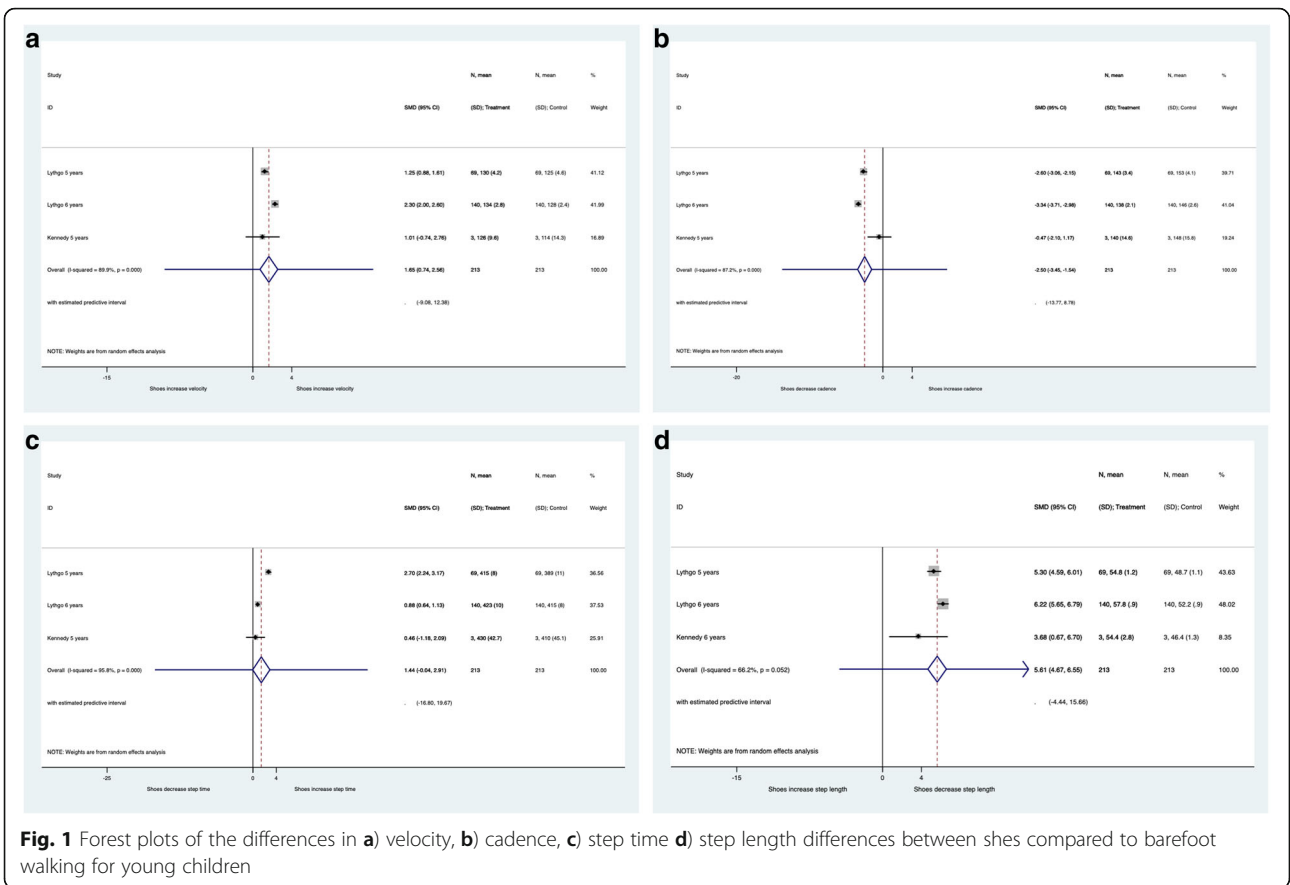 a
Study N, mean N, mean %
ID SMD (95% CI) (SD); Treatment (SD); Control Weight
Lythgo 5 years 1.25 (0.88, 1.61) 69, 130 (4.2) 69, 125 (4.8) 41.12
Lythgo 6 years 2.30 (2.00, 2.60) 140, 134 (2.8) 140, 128 (2.4) 41.99
Kennedy 5 years 1.01 (-0.74, 2.76) 3, 126 (9.6) 3, 114 (14.3) 16.89
Overall (I-squared = 89.9%, p = 0.000) 1.65 (0.74, 2.56) 213 213 100.00
with estimated predictive interval . (-9.08, 12.38)
NOTE: Weights are from random effects analysis
-15 0 4
Shoes increase velocity Shoes increase velocity
b
Study N, mean N, mean %
ID SMD (95% CI) (SD); Treatment (SD); Control Weight
Lythgo 5 years -2.60 (-3.06, -2.15) 69, 143 (3.4) 69, 153 (4.1) 39.71
Lythgo 6 years -3.34 (-3.71, -2.98) 140, 138 (2.1) 140, 146 (2.6) 41.04
Kennedy 5 years -0.47 (-2.10, 1.17) 3, 140 (14.6) 3, 148 (15.8) 19.24
Overall (I-squared = 87.2%, p = 0.000) -2.50 (-3.45, -1.54) 213 213 100.00
with estimated predictive interval . (-13.77, 8.78)
NOTE: Weights are from random effects analysis
-20 0 4
Shoes decrease cadence Shoes increase cadence
c
Study N, mean N, mean %
ID SMD (95% CI) (SD); Treatment (SD); Control Weight
Lythgo 5 years 2.70 (2.24, 3.17) 69, 415 (8) 69, 389 (11) 36.56
Lythgo 6 years 0.88 (0.64, 1.13) 140, 423 (10) 140, 415 (8) 37.53
Kennedy 5 years 0.46 (-1.18, 2.09) 3, 430 (42.7) 3, 410 (45.1) 25.91
Overall (I-squared = 95.8%, p = 0.000) 1.44 (-0.04, 2.91) 213 213 100.00
with estimated predictive interval . (-16.80, 19.67)
NOTE: Weights are from random effects analysis
-25 0 4
Shoes decrease step time Shoes increase step time
d
Study N, mean N, mean %
ID SMD (95% CI) (SD); Treatment (SD); Control Weight
Lythgo 5 years 5.30 (4.59, 6.01) 69, 54.8 (1.2) 69, 48.7 (1.1) 43.63
Lythgo 6 years 6.22 (5.65, 6.79) 140, 57.8 (.9) 140, 52.2 (.9) 48.02
Kennedy 6 years 3.68 (0.67, 6.70) 3, 54.4 (2.8) 3, 46.4 (1.3) 8.35
Overall (I-squared = 66.2%, p = 0.052) 5.61 (4.67, 6.55) 213 213 100.00
with estimated predictive interval . (-4.44, 15.66)
NOTE: Weights are from random effects analysis
-15 0 4
Shoes increase step length Shoes decrease step length
Fig. 1 Forest plots of the differences in a) velocity, b) cadence, c) step time d) step length differences between shes compared to barefoot
walking for young children